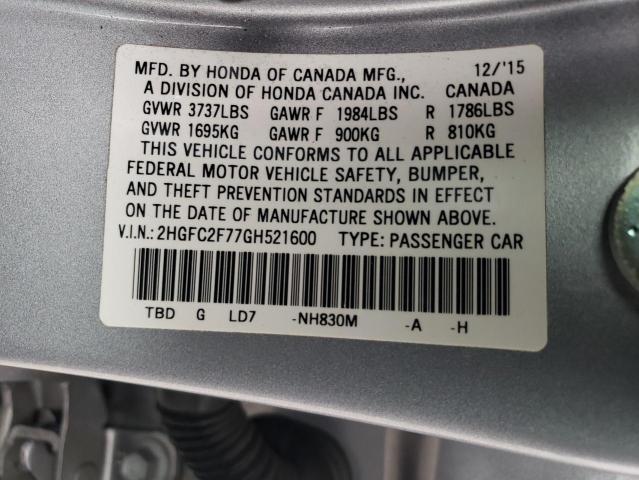 MFD. BY HONDA OF CANADA MFG., 12/'15
A DIVISION OF HONDA CANADA INC. CANADA
GVWR 3737LBS GAWR F 1984LBS R 1786LBS
GVWR 1695KG GAWR F 900KG R 810KG
THIS VEHICLE CONFORMS TO ALL APPLICABLE
FEDERAL MOTOR VEHICLE SAFETY, BUMPER,
AND THEFT PREVENTION STANDARDS IN EFFECT
ON THE DATE OF MANUFACTURE SHOWN ABOVE.
V.I.N.: 2HGFC2F77GH521600 TYPE: PASSENGER CAR
TBD G LD7 -NH830M -A -H